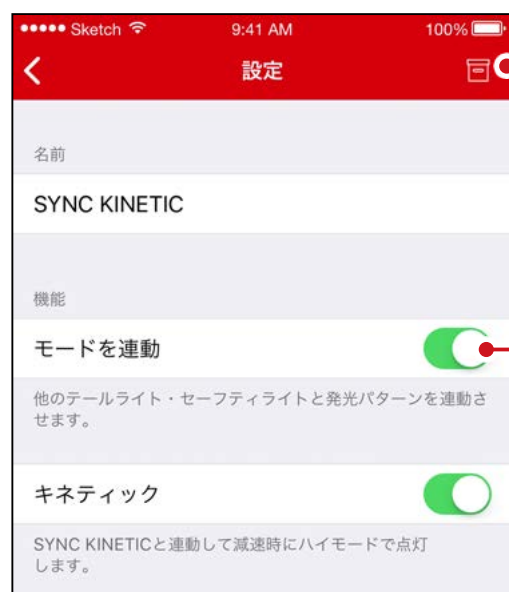 Sketch 9:41 AM 100%
設定
名前
SYNC KINETIC
機能
モードを連動
他のテールライト・セーフティライトと発光パターンを連動さ
せます。
キネティック
SYNC KINETICと連動して減速時にハイモードで点灯
します。